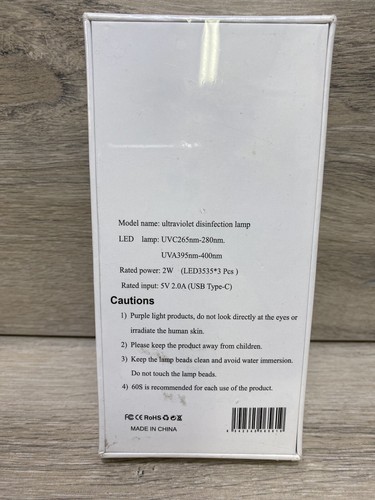 Model name: ultraviolet disinfection lamp
LED lamp: UVC265nm-280nm.
UVA395nm-400nm
Rated power: 2W (LED3535*3 Pcs )
Rated input: 5V 2.0A (USB Type-C)
Cautions
1) Purple light products, do not look directly at the eyes or
irradiate the human skin.
2) Please keep the product away from children.
3) Keep the lamp beads clean and avoid water immersion.
Do not touch the lamp beads.
4) 60S is recommended for each use of the product.
FC CE RoHS
MADE IN CHINA